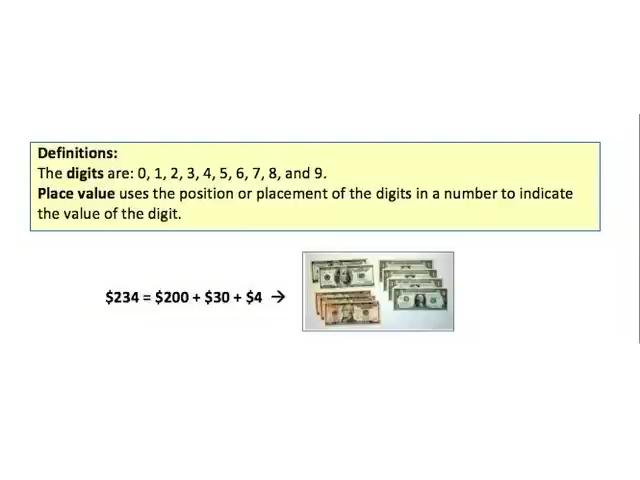 Definitions:
The digits are: 0, 1, 2, 3, 4, 5, 6, 7, 8, and 9.
Place value uses the position or placement of the digits in a number to indicate
the value of the digit.
$234 = $200 + $30 + $4 →